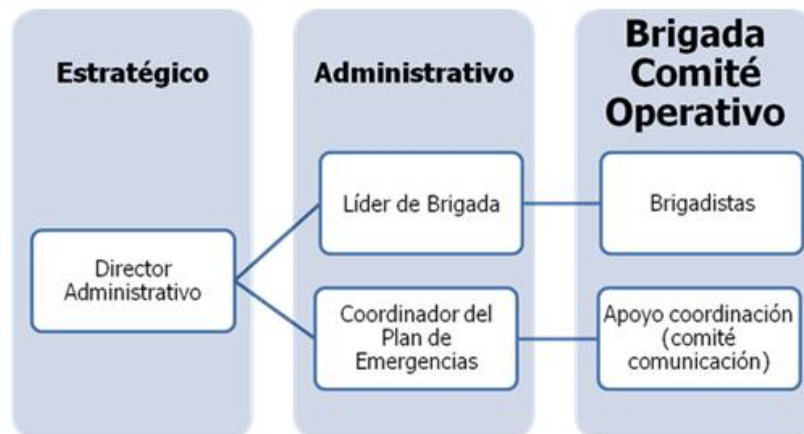 Estratégico
Director
Administrativo
Administrativo
Líder de Brigada
Coordinador del
Plan de
Emergencias
Brigada
Comité
Operativo
Brigadistas
Apoyo coordinación
(comité
comunicación)